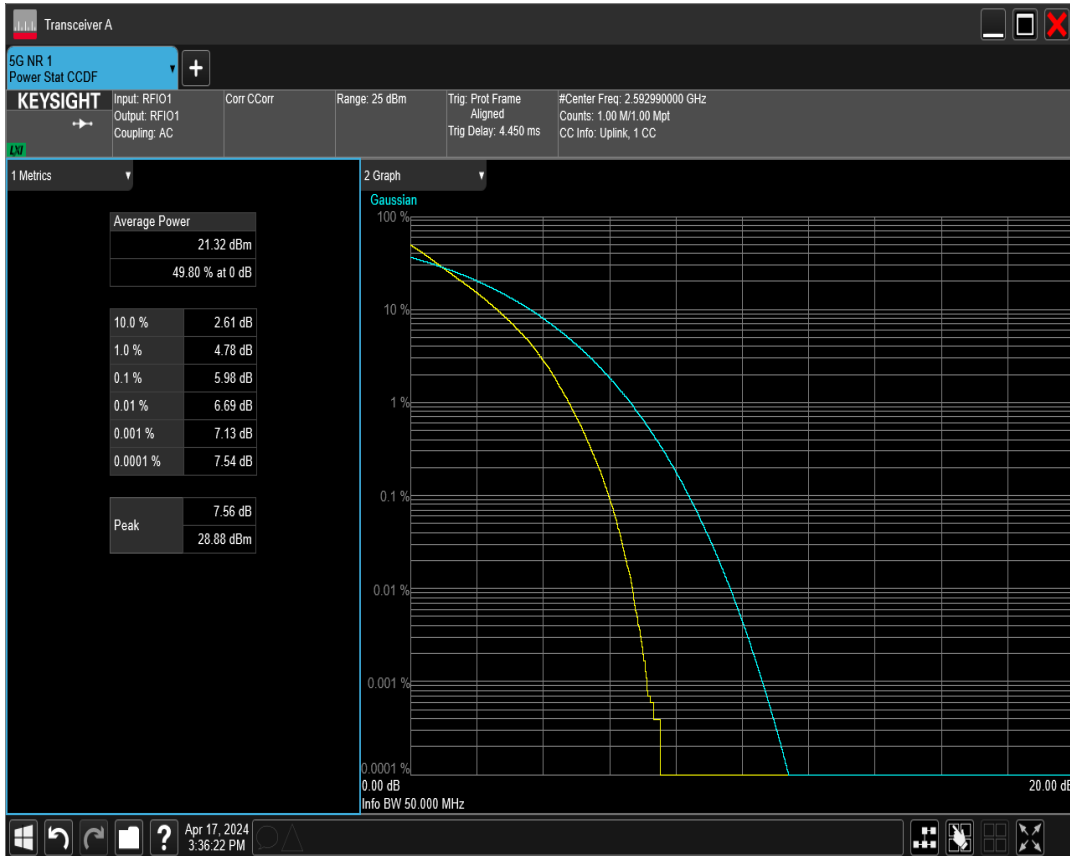 Transceiver A
5G NR 1
Power Stat CCDF
KEYSIGHT
LXI
Input: RFIO1
Output: RFIO1
Coupling: AC
Corr CCorr
Range: 25 dBm
Trig: Prot Frame
Aligned
Trig Delay: 4.450 ms
#Center Freq: 2.592990000 GHz
Counts: 1.00 M/1.00 Mpt
CC Info: Uplink, 1 CC
1 Metrics
Average Power
21.32 dBm
49.80 % at 0 dB
10.0 % 2.61 dB
1.0 % 4.78 dB
0.1 % 5.98 dB
0.01 % 6.69 dB
0.001 % 7.13 dB
0.0001 % 7.54 dB
Peak
7.56 dB
28.88 dBm
2 Graph
Gaussian
100 %
10 %
1 %
0.1 %
0.01 %
0.001 %
0.0001 %
0.00 dB 20.00 dB
Info BW 50.000 MHz
? Apr 17, 2024
3:36:22 PM